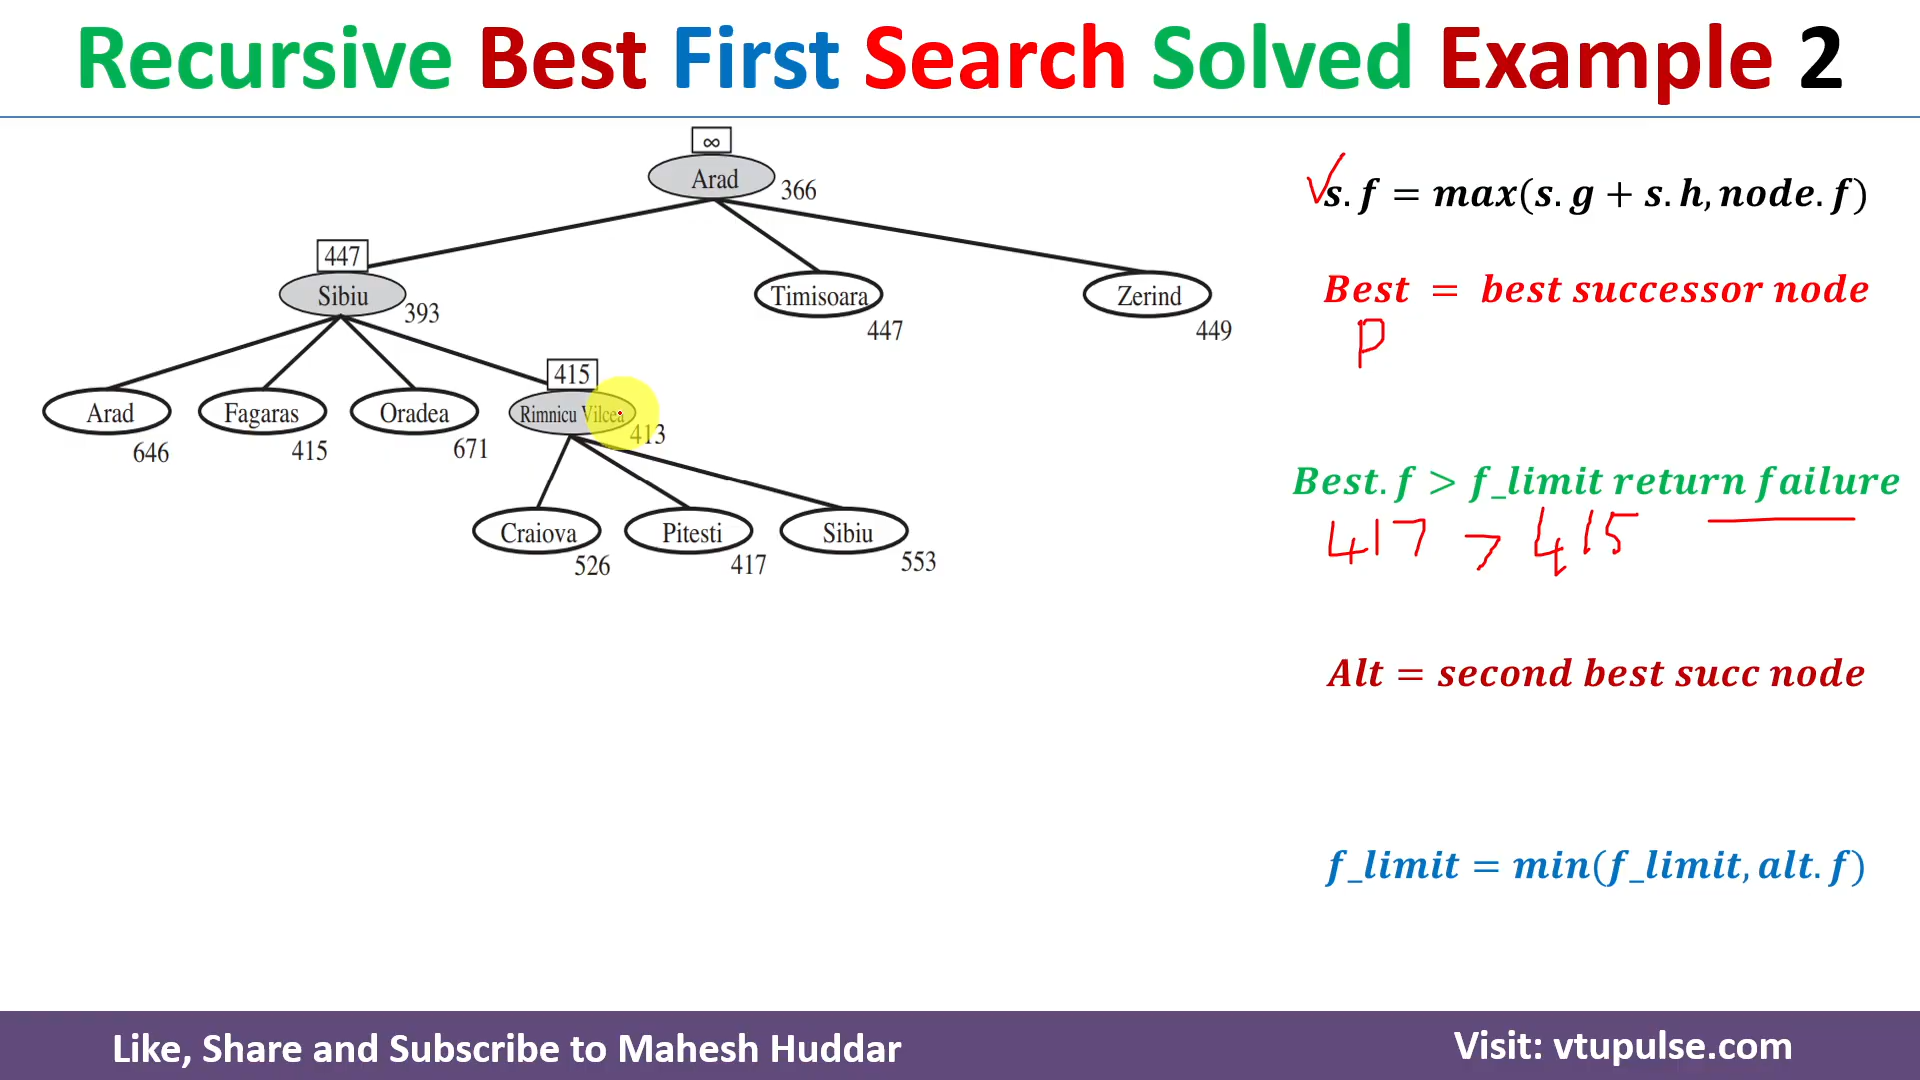 Recursive Best First Search Solved Example 2
∞
Arad
366
447
Sibiu
393
Timisoara
447
Zerind
449
Arad
646
Fagaras
415
Oradea
671
415
Rimnicu Vilcea
413
Craiova
526
Pitesti
417
Sibiu
553
s.f = max(s.g + s.h, node.f)
Best = best successor node
P
Best.f > f_limit return failure
417 > 415
Alt = second best succ node
f_limit = min(f_limit, alt.f)
Like, Share and Subscribe to Mahesh Huddar
Visit: vtupulse.com